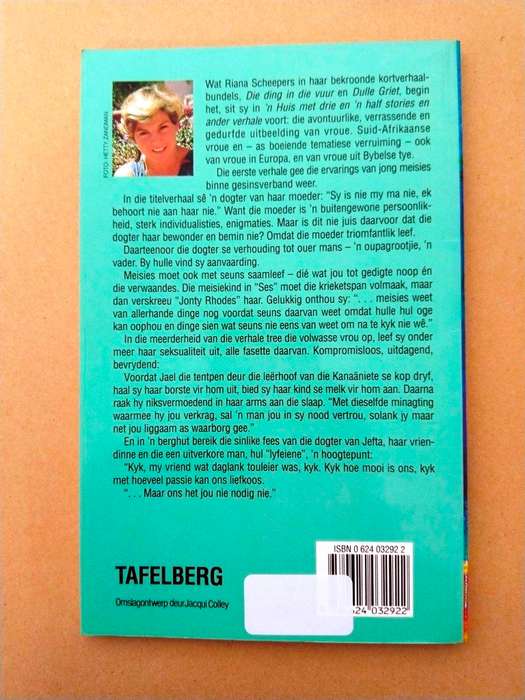 Wat Riana Scheepers in haar bekroonde kortverhaal-
bundels, Die ding in die vuur en Dulle Griet, begin
het, sit sy in 'n Huis met drie en 'n half stories en
ander verhale voort: die avontuurlike, verrassende en
gedurfde uitbeelding van vroue. Suid-Afrikaanse
vroue en – as boeiende tematiese verruiming – ook
van vroue in Europa, en van vroue uit Bybelse tye.
Die eerste verhale gee die ervarings van jong meisies
binne gesinsverband weer.
FOTO: HETTY ZANTMAN
In die titelverhaal sê 'n dogter van haar moeder: "Sy is nie my ma nie, ek
behoort nie aan haar nie." Want die moeder is 'n buitengewone persoonlik-
heid, sterk individualisties, enigmaties. Maar is dit nie juis daarvoor dat die
dogter haar bewonder en bemin nie? Omdat die moeder triomfantlik leef.
Daarteenoor die dogter se verhouding tot ouer mans – 'n oupagrootjie, 'n
vader. By hulle vind sy aanvaarding.
Meisies moet ook met seuns saamleef – dié wat jou tot gedigte noop én
die verwaandes. Die meisiekind in "Ses" moet die krieketspan volmaak, maar
dan verskreeu "Jonty Rhodes" haar. Gelukkig onthou sy: ". . . meisies weet
van allerhande dinge nog voordat seuns daarvan weet omdat hulle hul oge
kan oophou en dinge sien wat seuns nie eens van weet om na te kyk nie wê."
In die meerderheid van die verhale tree die volwasse vrou op, leef sy onder
meer haar seksualiteit uit, alle fasette daarvan. Kompromisloos, uitdagend,
bevrydend:
Voordat Jael die tentpen deur die leërhoof van die Kanaäniete se kop dryf,
haal sy haar borste vir hom uit, bied sy haar kind se melk vir hom aan. Daarna
raak hy niksvermoedend in haar arms aan die slaap. "Met dieselfde minagting
waarmee hy jou verkrag, sal 'n man jou in sy nood vertrou, solank jy maar
net jou liggaam as waarborg gee."
En in 'n berghut bereik die sinlike fees van die dogter van Jefta, haar vrien-
dinne en die een uitverkore man, hul "lyfeiene", 'n hoogtepunt:
"Kyk, my vriend wat daglank touleier was, kyk. Kyk hoe mooi is ons, kyk
met hoeveel passie kan ons liefkoos.
". . . Maar ons het jou nie nodig nie."
ISBN 0 624 03292 2
TAFELBERG
Omslagontwerp deur Jacqui Colley
624 032922